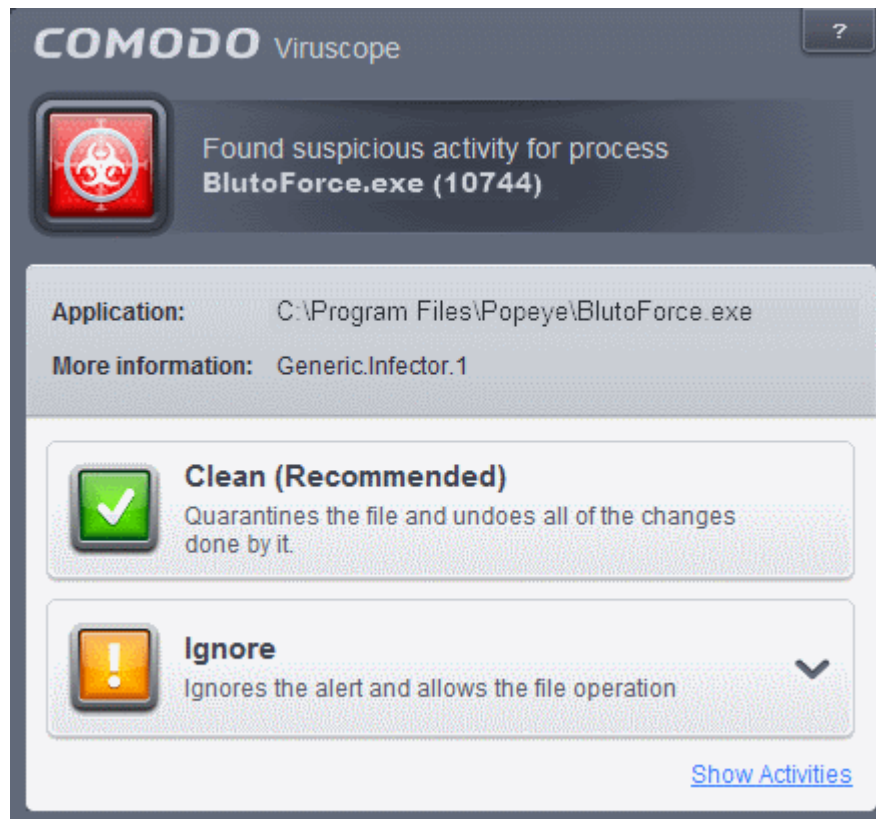 COMODO Viruscope
?
Found suspicious activity for process
BlutoForce.exe (10744)
Application: C:\Program Files\Popeye\BlutoForce.exe
More information: Generic.Infector.1
Clean (Recommended)
Quarantines the file and undoes all of the changes
done by it.
Ignore
Ignores the alert and allows the file operation
Show Activities